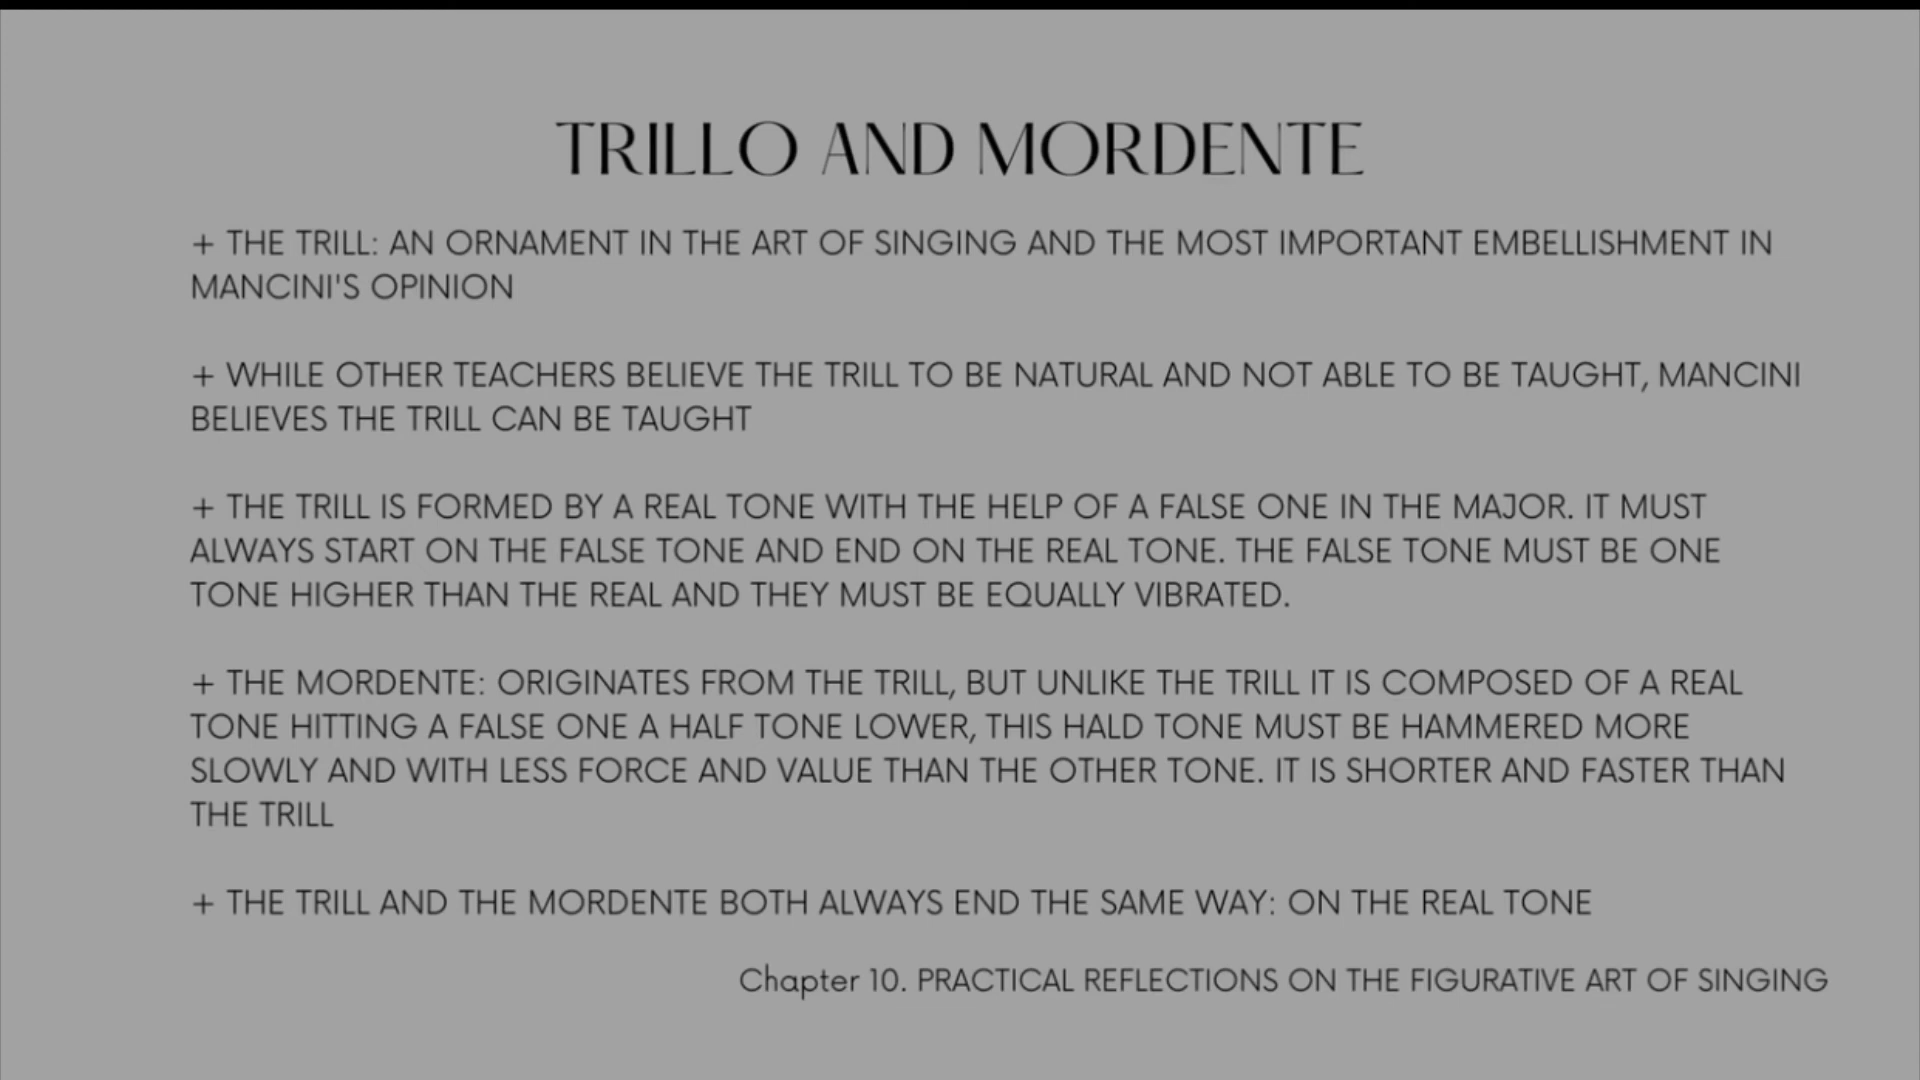 TRILLO AND MORDENTE
+ THE TRILL: AN ORNAMENT IN THE ART OF SINGING AND THE MOST IMPORTANT EMBELLISHMENT IN
MANCINI'S OPINION
+ WHILE OTHER TEACHERS BELIEVE THE TRILL TO BE NATURAL AND NOT ABLE TO BE TAUGHT, MANCINI
BELIEVES THE TRILL CAN BE TAUGHT
+ THE TRILL IS FORMED BY A REAL TONE WITH THE HELP OF A FALSE ONE IN THE MAJOR. IT MUST
ALWAYS START ON THE FALSE TONE AND END ON THE REAL TONE. THE FALSE TONE MUST BE ONE
TONE HIGHER THAN THE REAL AND THEY MUST BE EQUALLY VIBRATED.
+ THE MORDENTE: ORIGINATES FROM THE TRILL, BUT UNLIKE THE TRILL IT IS COMPOSED OF A REAL
TONE HITTING A FALSE ONE A HALF TONE LOWER, THIS HALD TONE MUST BE HAMMERED MORE
SLOWLY AND WITH LESS FORCE AND VALUE THAN THE OTHER TONE. IT IS SHORTER AND FASTER THAN
THE TRILL
+ THE TRILL AND THE MORDENTE BOTH ALWAYS END THE SAME WAY: ON THE REAL TONE
Chapter 10. PRACTICAL REFLECTIONS ON THE FIGURATIVE ART OF SINGING